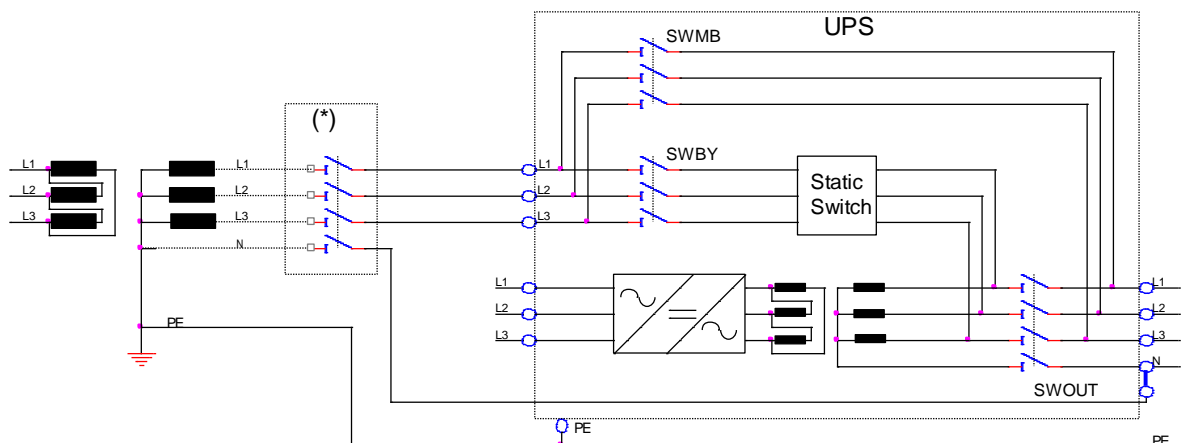 UPS
SWMB
(*)
L1 L1 L1 SWBY
L2 L2 L2 Static
L3 L3 L3 Switch
N
L1 L1
L2 L2
PE L3 L3
N
SWOUT
PE PE